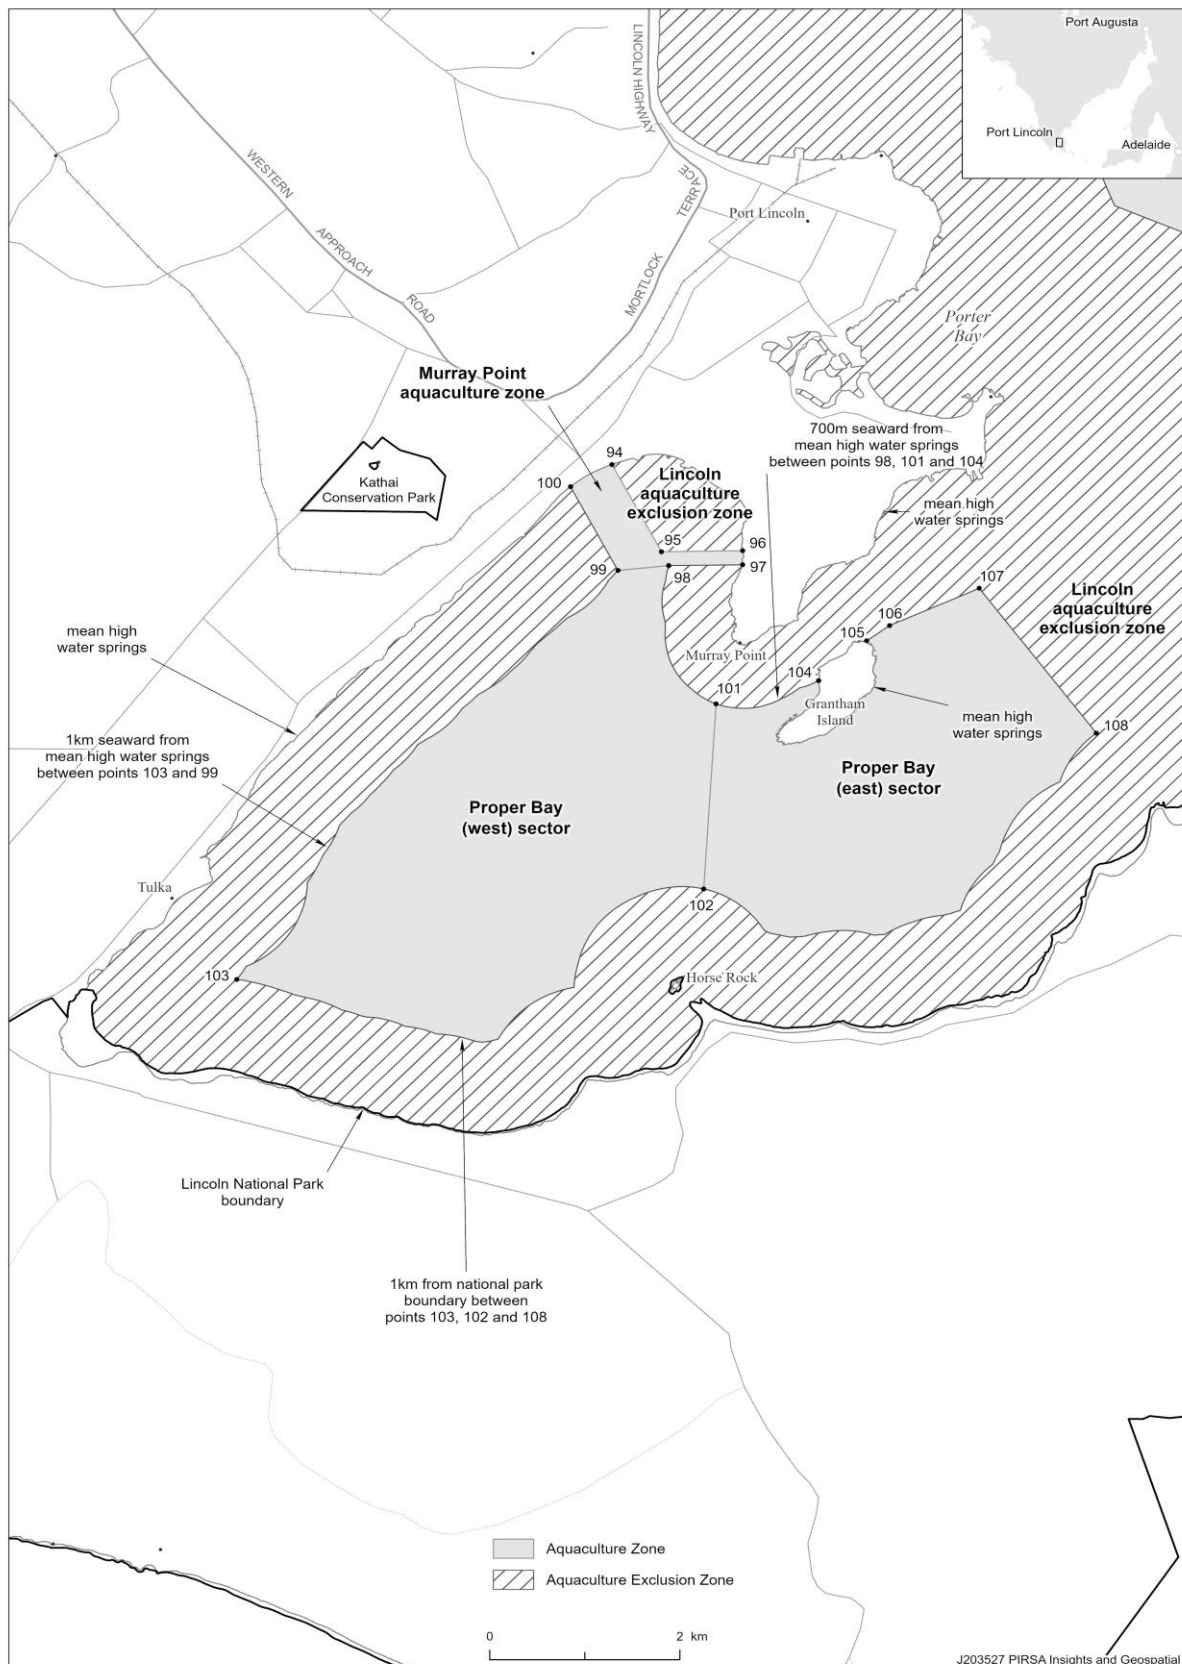 Port Augusta
Port Lincoln
Adelaide
LINCOLN HIGHWAY
WESTERN
APPROACH
ROAD
MORTLOCK
TERRACE
Port Lincoln
Porter
Bay
Murray Point
aquaculture zone
700m seaward from
mean high water springs
between points 98, 101 and 104
94
100
Lincoln
aquaculture
exclusion zone
Kathai
Conservation Park
mean high
water springs
95
96
97
98
99
107
Lincoln
aquaculture
exclusion zone
106
105
mean high
water springs
Murray Point
104
101
Grantham
Island
mean high
water springs
108
1km seaward from
mean high water springs
between points 103 and 99
Proper Bay
(east) sector
Proper Bay
(west) sector
Tulka
102
103
Horse Rock
Lincoln National Park
boundary
1km from national park
boundary between
points 103, 102 and 108
Aquaculture Zone
Aquaculture Exclusion Zone
0
2 km
J203527 PIRSA Insights and Geospatial